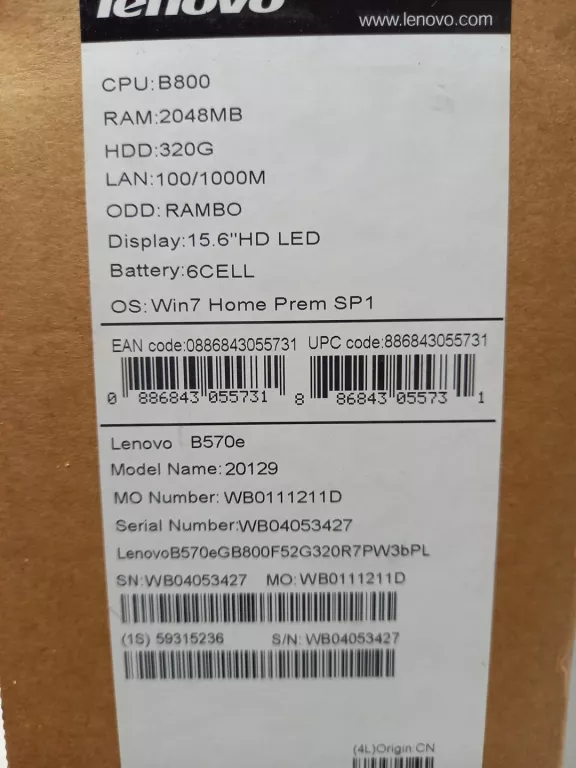 lenovo
www.lenovo.com
CPU:B800
RAM:2048MB
HDD:320G
LAN:100/1000M
ODD:RAMBO
Display:15.6"HD LED
Battery:6CELL
OS:Win7 Home Prem SP1
EAN code:0886843055731 UPC code:886843055731
0 886843 055731 8 86843 05573 1
Lenovo B570e
Model Name:20129
MO Number:WB0111211D
Serial Number:WB04053427
LenovoB570eGB800F52G320R7PW3bPL
SN:WB04053427 MO:WB0111211D
(1S) 59315236 S/N: WB04053427
(4L)Origin:CN